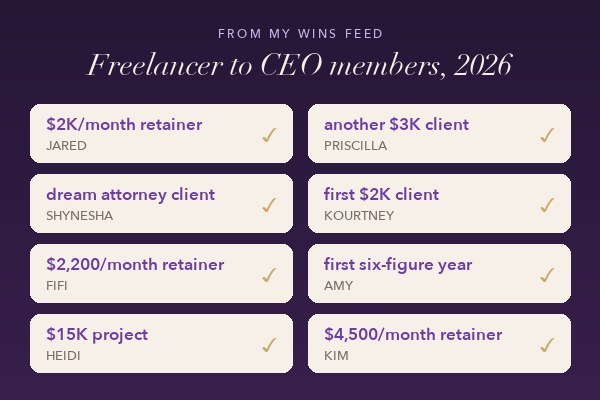 FROM MY WINS FEED
Freelancer to CEO members, 2026
$2K/month retainer
JARED
another $3K client
PRISCILLA
dream attorney client
SHYNESHA
first $2K client
KOURTNEY
$2,200/month retainer
FIFI
first six-figure year
AMY
$15K project
HEIDI
$4,500/month retainer
KIM